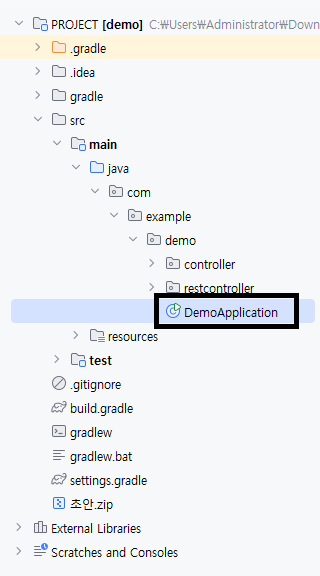 PROJECT [demo] C:₩Users₩Administrator₩Down
.gradle
.idea
gradle
src
main
java
com
example
demo
controller
restcontroller
DemoApplication
resources
test
.gitignore
build.gradle
gradlew
gradlew.bat
settings.gradle
초안.zip
External Libraries
Scratches and Consoles